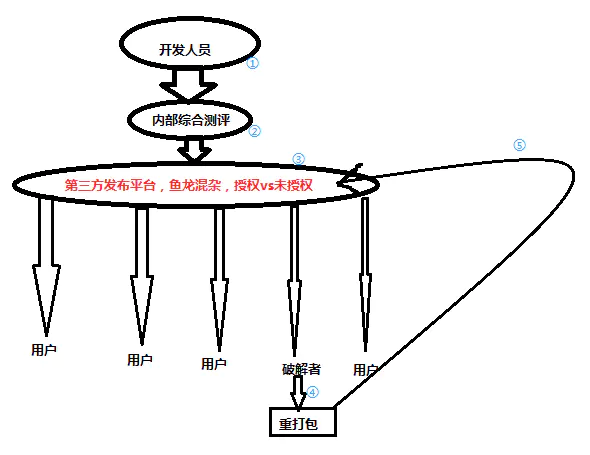 开发人员
①
内部综合测评
②
③
⑤
第三方发布平台，鱼龙混杂，授权vs未授权
用户
用户
用户
破解者
用户
④
重打包